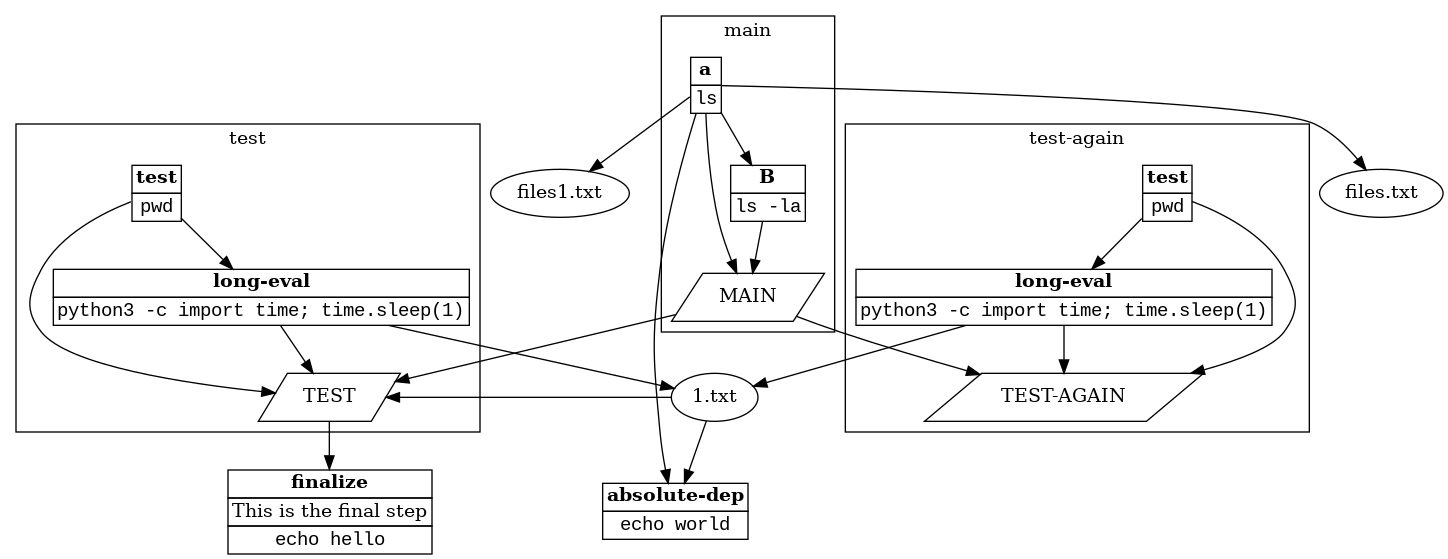 main
a
ls
test
test-again
test
pwd
files1.txt
B
ls -la
test
pwd
files.txt
long-eval
python3 -c import time; time.sleep(1)
MAIN
long-eval
python3 -c import time; time.sleep(1)
TEST
1.txt
TEST-AGAIN
finalize
This is the final step
echo hello
absolute-dep
echo world